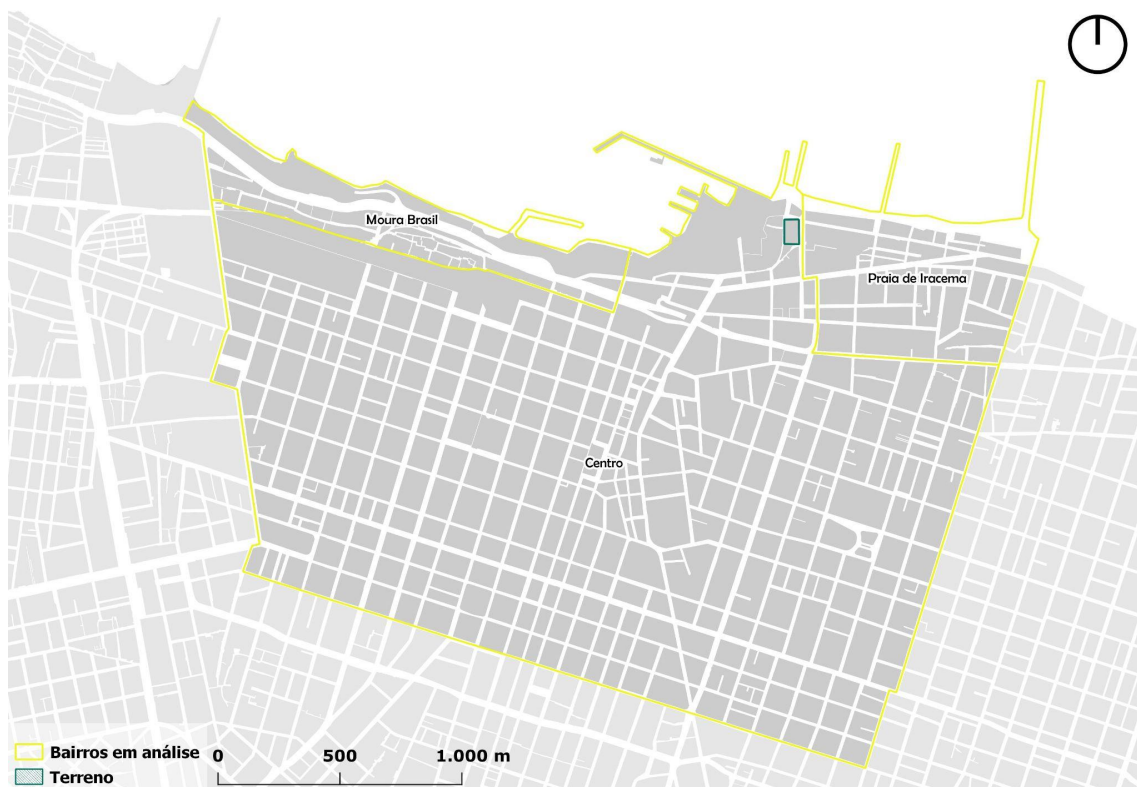 Moura Brasil
Praia de Iracema
Centro
Bairros em análise
Terreno
0 500 1.000 m